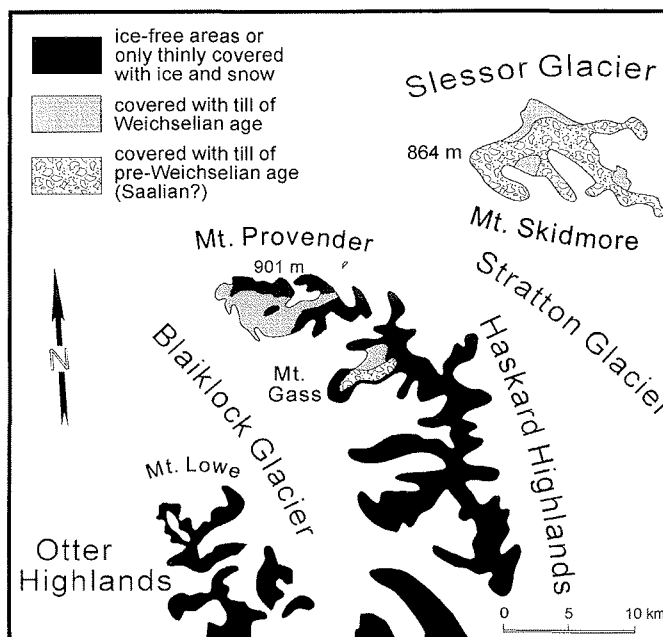 ice-free areas or
only thinly covered
with ice and snow
covered with till of
Weichselian age
covered with till of
pre-Weichselian age
(Saalian?)
Slessor Glacier
864 m
Mt. Skidmore
Mt. Provender
901 m
Stratton Glacier
N
Blaiklock Glacier
Mt.
Gass
Haskard Highlands
Mt. Lowe
Otter
Highlands
0 5 10 km